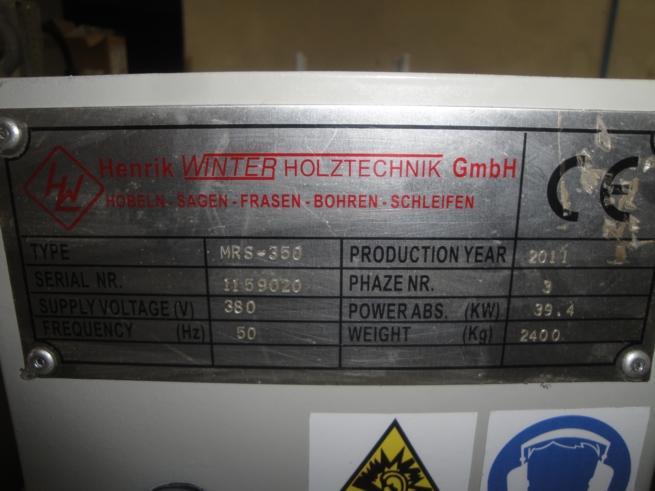 HW Henrik WINTER HOLZTECHNIK GmbH
HOBELN - SAGEN - FRASEN - BOHREN - SCHLEIFEN
CE
TYPE MRS-350 PRODUCTION YEAR 2011
SERIAL NR. 1159020 PHAZE NR. 3
SUPPLY VOLTAGE (V) 380 POWER ABS. (KW) 39.4
FREQUENCY (Hz) 50 WEIGHT (Kg) 2400